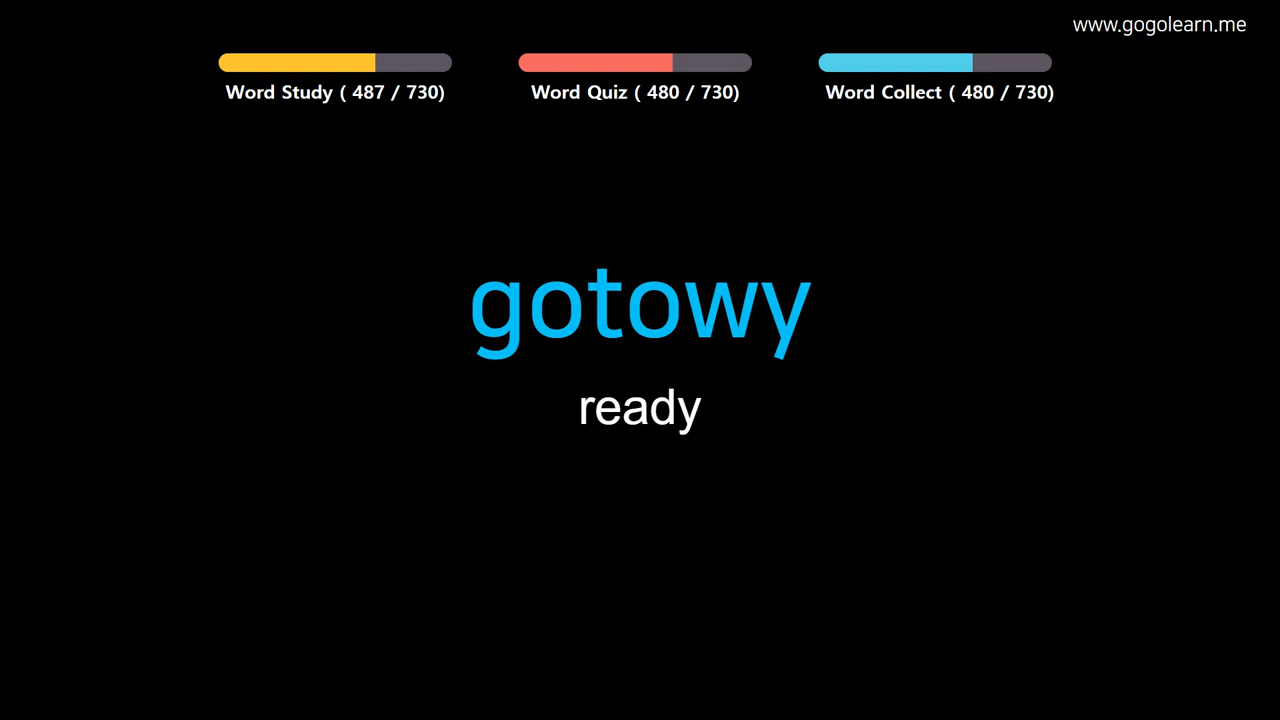 www.gogolearn.me
Word Study ( 487 / 730)
Word Quiz ( 480 / 730)
Word Collect ( 480 / 730)
gotowy
ready